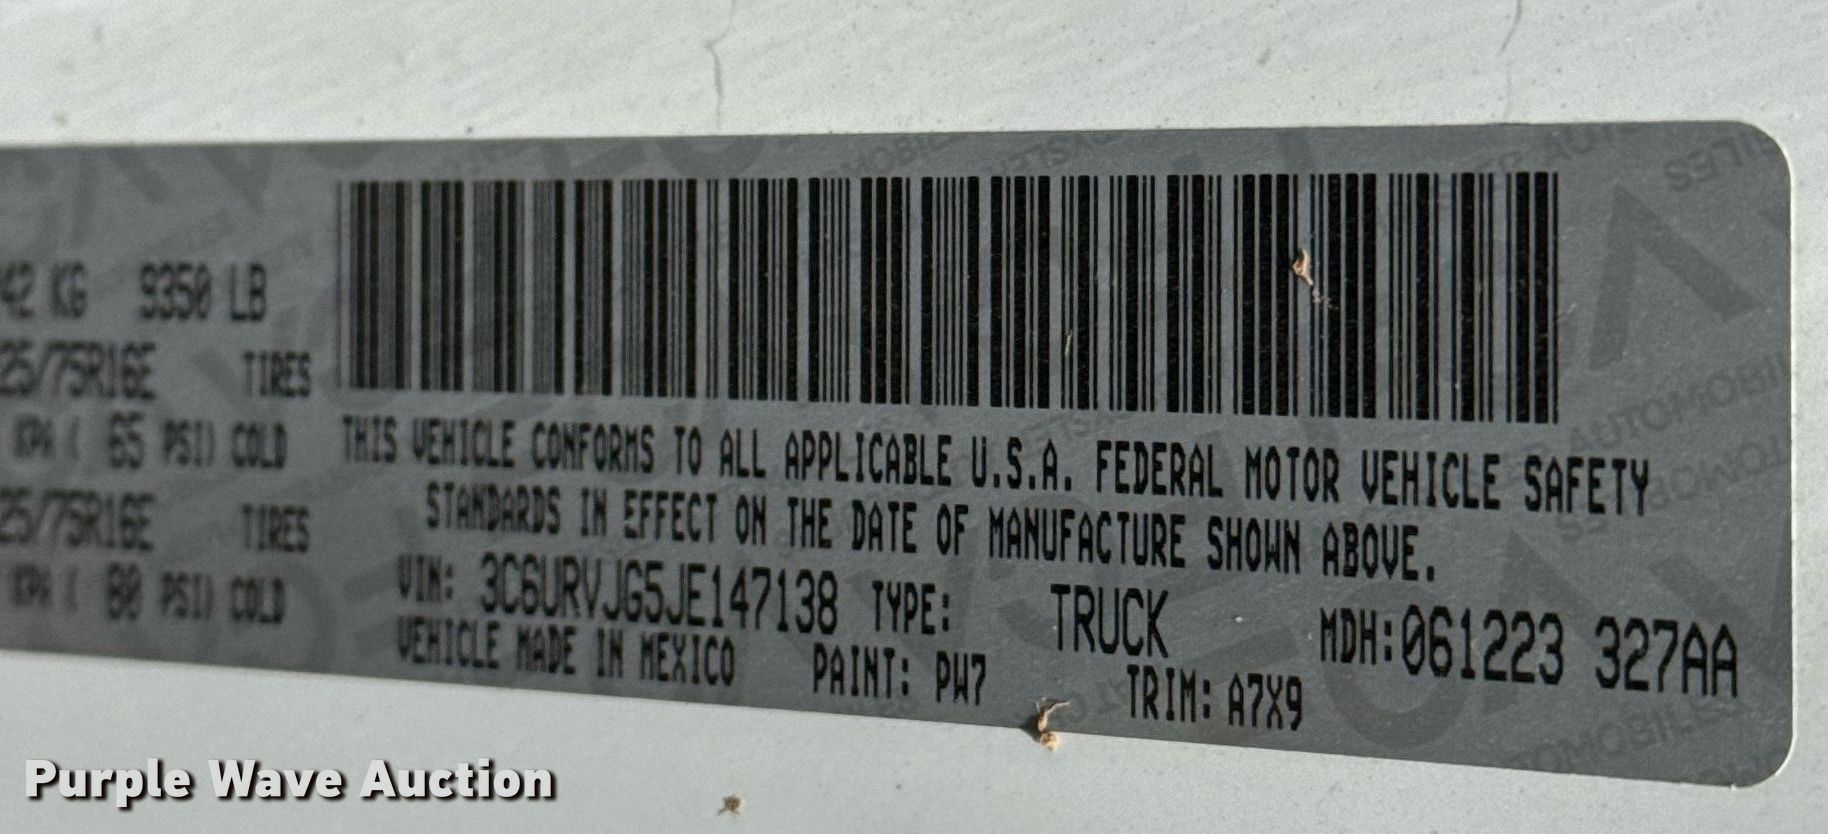 42 KG 9350 LB
25/75R16E TIRES
KPA ( 65 PSI) COLD
25/75R16E TIRES
KPA ( 80 PSI) COLD
THIS VEHICLE CONFORMS TO ALL APPLICABLE U.S.A. FEDERAL MOTOR VEHICLE SAFETY
STANDARDS IN EFFECT ON THE DATE OF MANUFACTURE SHOWN ABOVE.
VIN: 3C6URVJG5JE147138 TYPE: TRUCK MDH:061223 327AA
VEHICLE MADE IN MEXICO PAINT: PW7 TRIM: A7X9
Purple Wave Auction